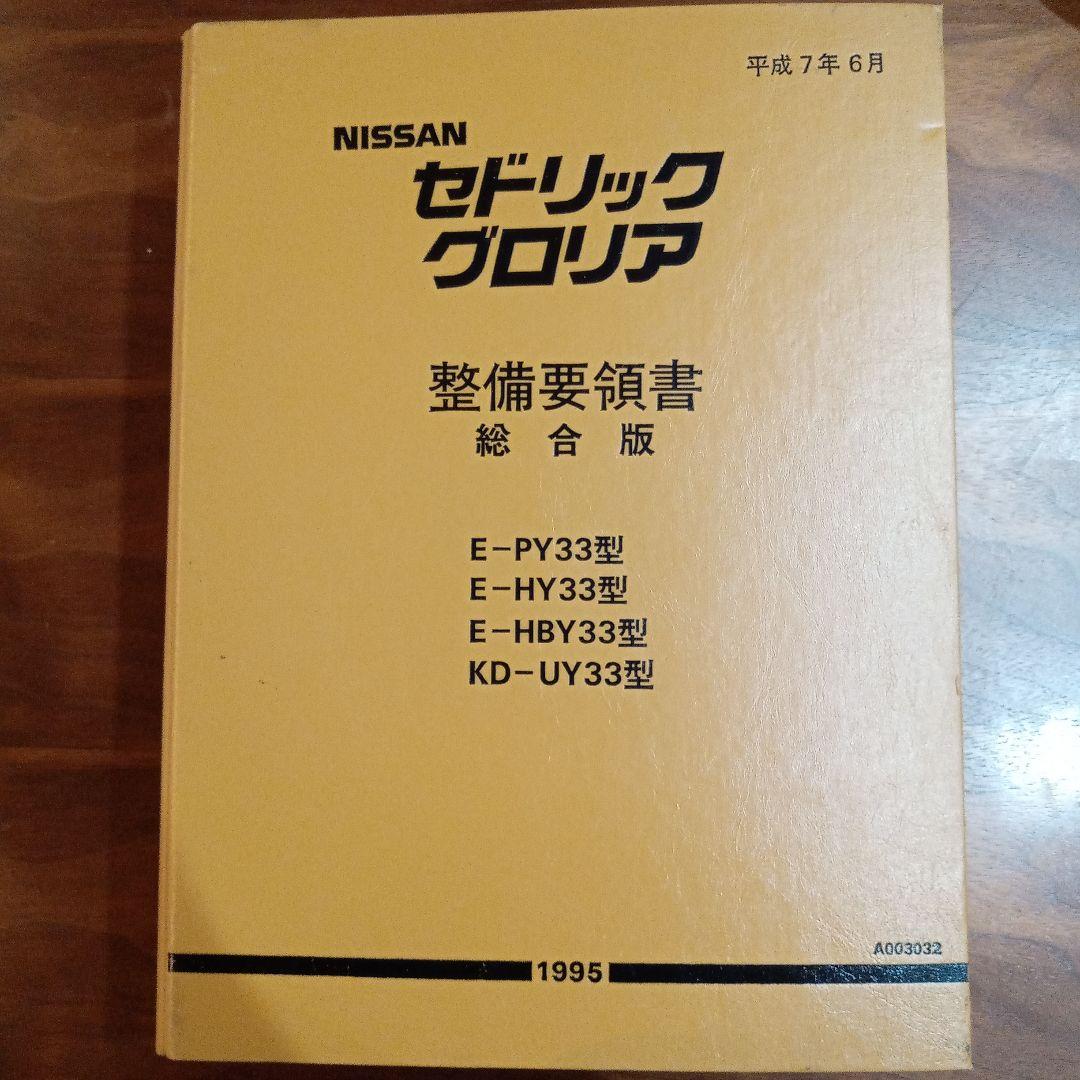 平成7年6月
NISSAN
セドリック
グロリア
整備要領書
総合版
E-PY33型
E-HY33型
E-HBY33型
KD-UY33型
A003032
1995